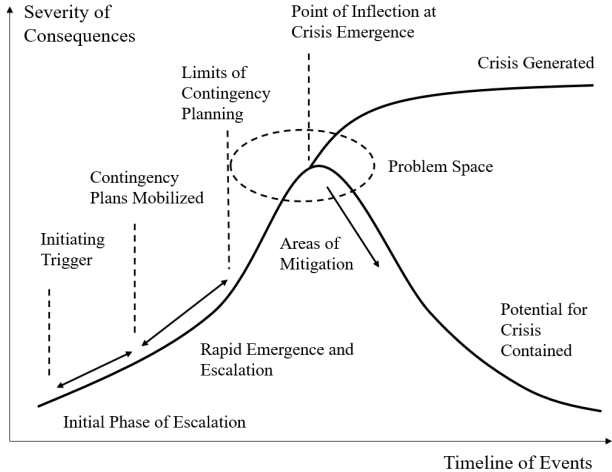 Severity of
Consequences
Point of Inflection at
Crisis Emergence
Crisis Generated
Limits of
Contingency
Planning
Problem Space
Contingency
Plans Mobilized
Initiating
Trigger
Areas of
Mitigation
Potential for
Crisis
Contained
Rapid Emergence and
Escalation
Initial Phase of Escalation
Timeline of Events